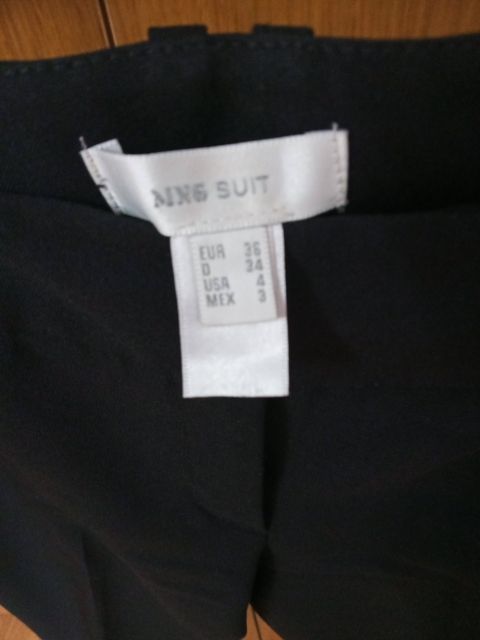 MNG SUIT
EUR 36
D 34
USA 4
MEX 3